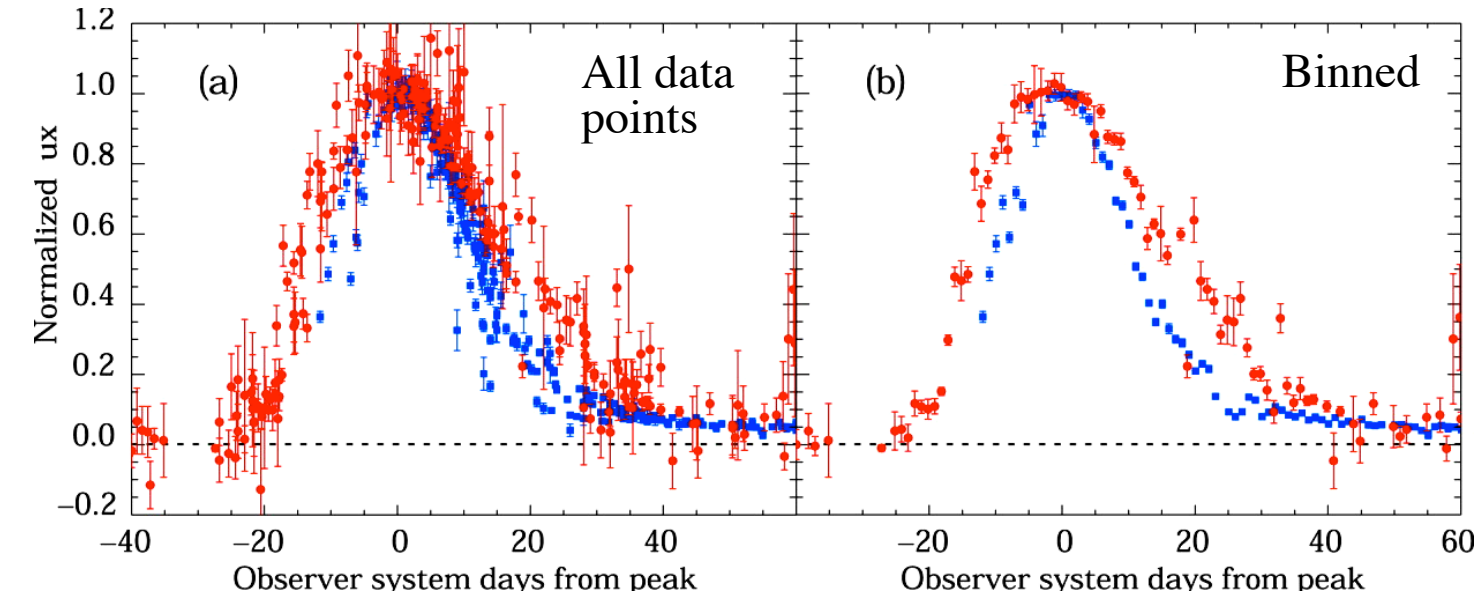 1.2
1.0
0.8
0.6
0.4
0.2
0.0
−0.2
Normalized ux
(a)
All data
points
−40
−20
0
20
40
Observer system days from peak
(b)
Binned
−20
0
20
40
60
Observer system days from peak